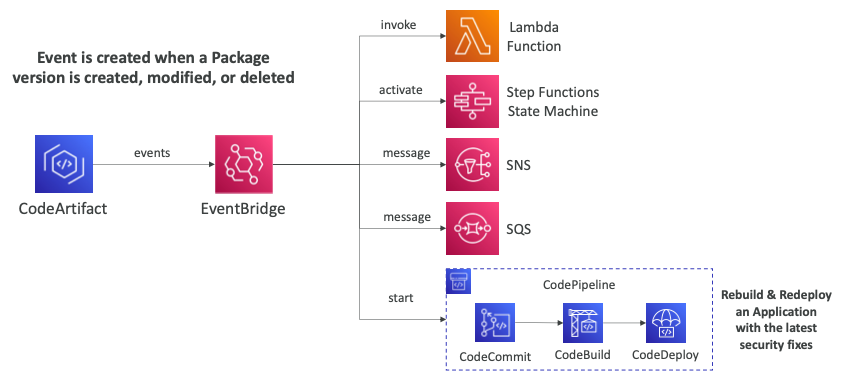 invoke
Lambda
Function
Event is created when a Package
version is created, modified, or deleted
activate
Step Functions
State Machine
events
message
SNS
CodeArtifact
EventBridge
message
SQS
start
CodePipeline
CodeCommit
CodeBuild
CodeDeploy
Rebuild & Redeploy
an Application
with the latest
security fixes